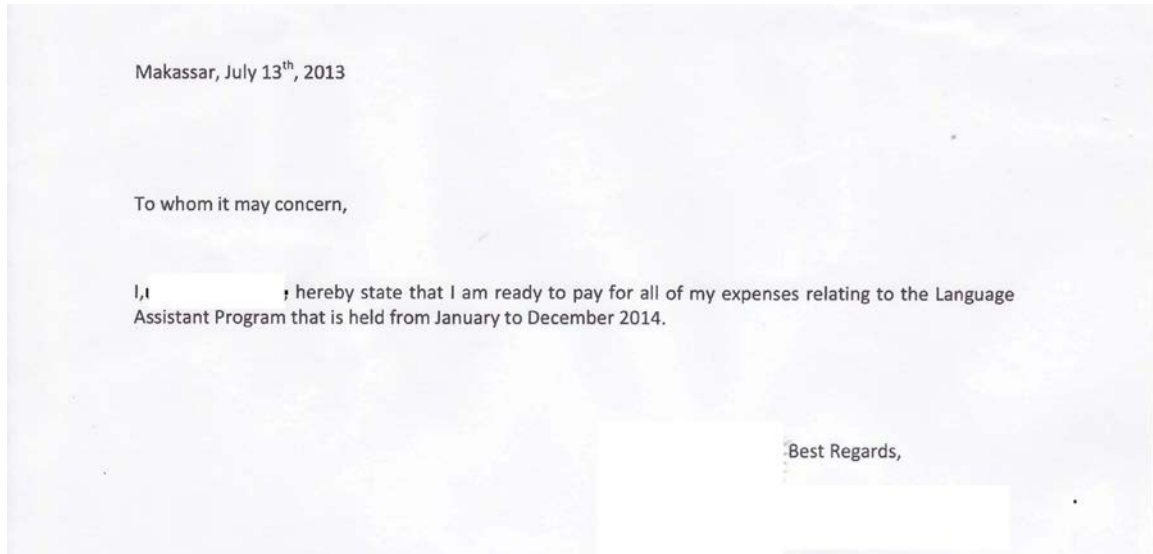 Makassar, July 13th, 2013
To whom it may concern,
I, , hereby state that I am ready to pay for all of my expenses relating to the Language
Assistant Program that is held from January to December 2014.
Best Regards,